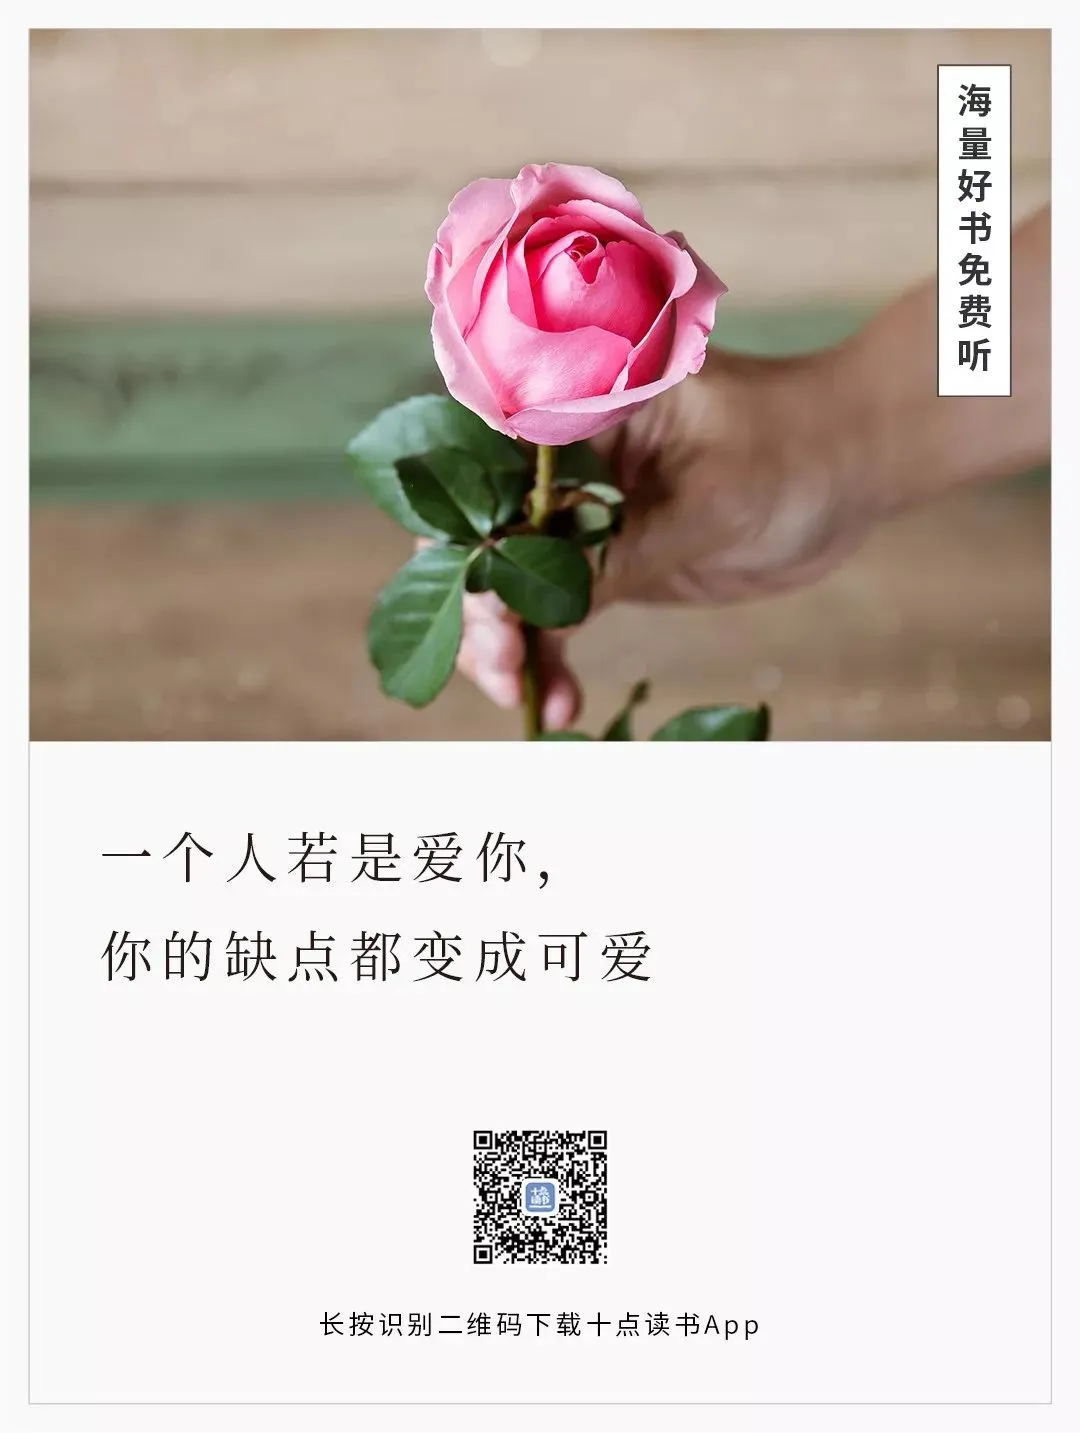 海量好书免费听
一个人若是爱你，
你的缺点都变成可爱
长按识别二维码下载十点读书App